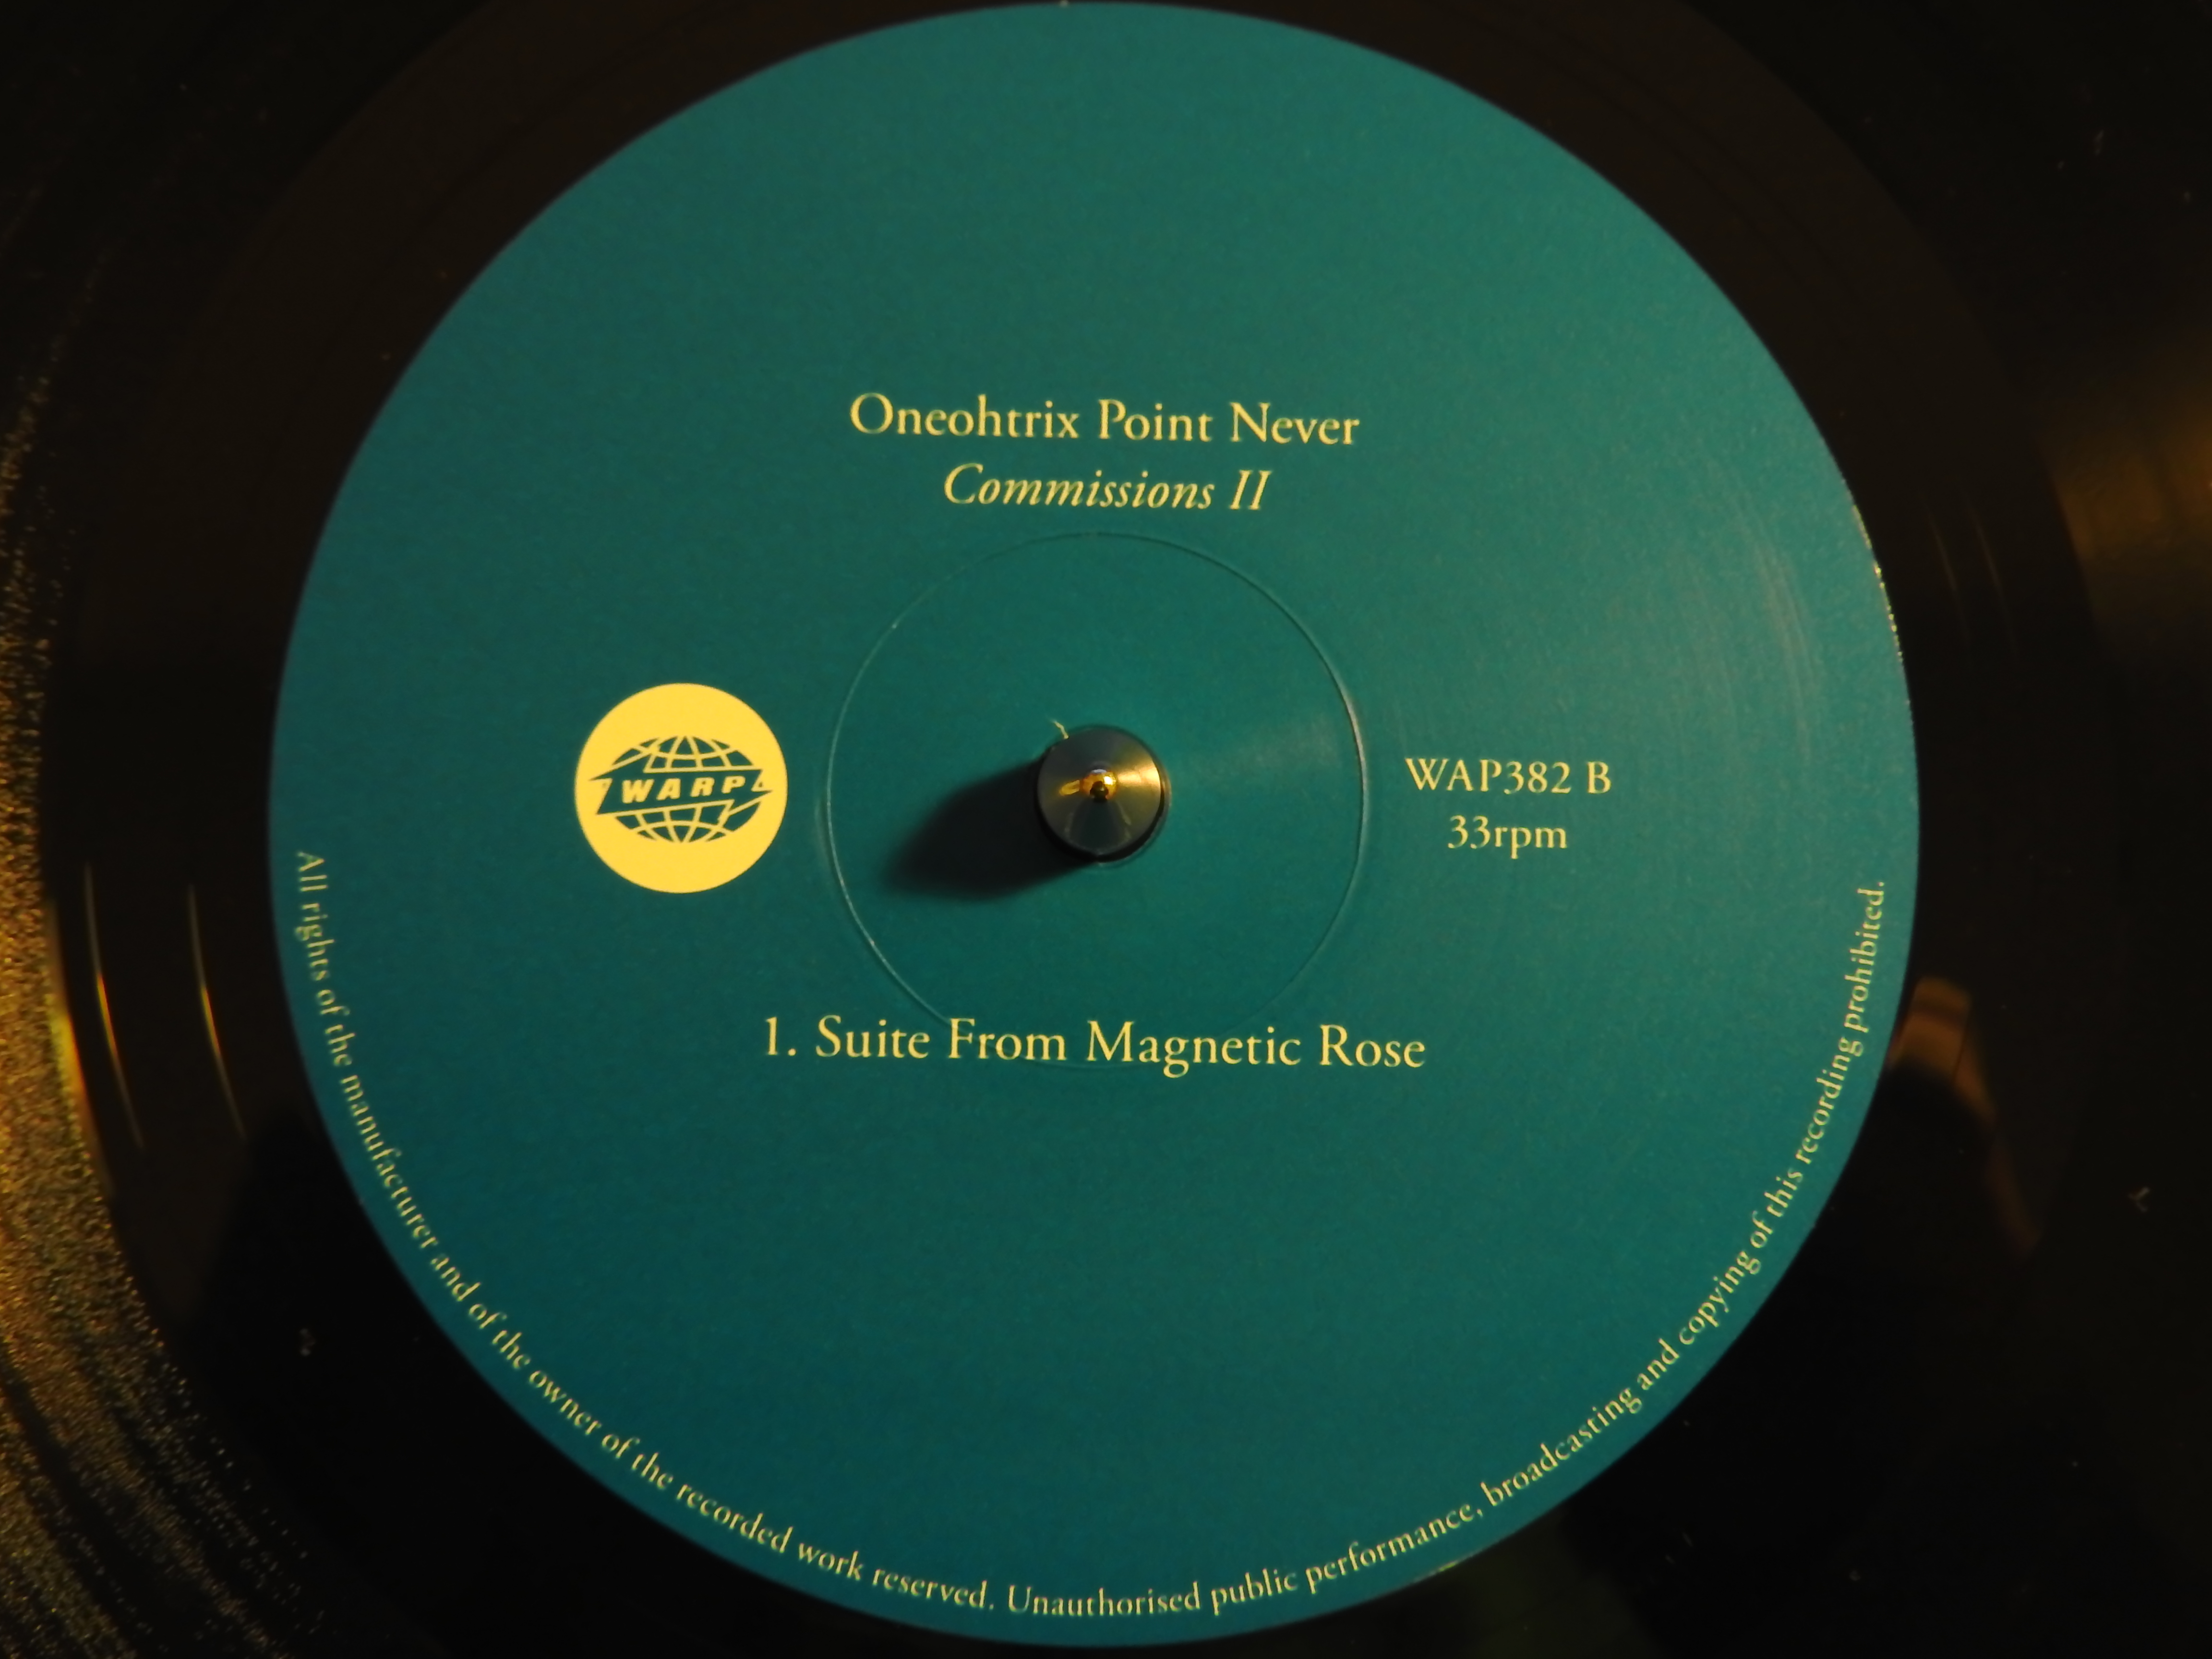 Oneohtrix Point Never
Commissions II
WARP
WAP382 B
33rpm
1. Suite From Magnetic Rose
All rights of the manufacturer and of the owner of the recorded work reserved. Unauthorised public performance, broadcasting and copying of this recording prohibited.